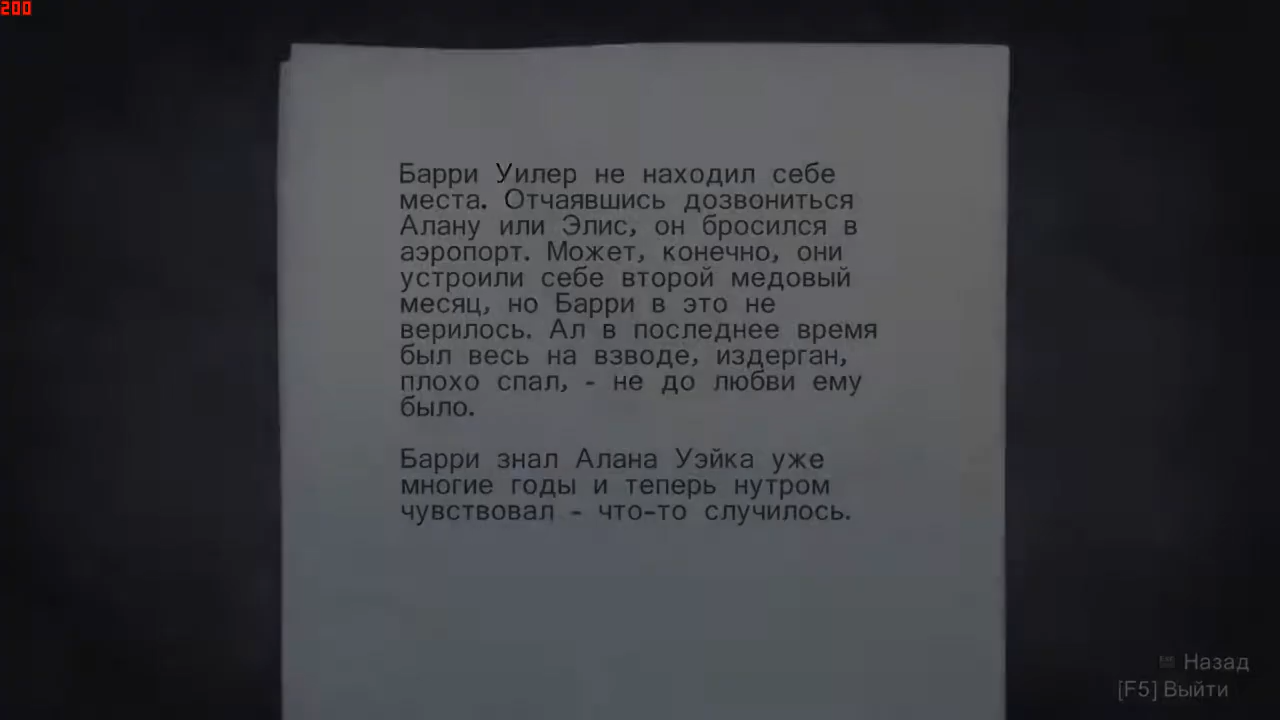 200
Барри Уилер не находил себе
места. Отчаявшись дозвониться
Алану или Элис, он бросился в
аэропорт. Может, конечно, они
устроили себе второй медовый
месяц, но Барри в это не
верилось. Ал в последнее время
был весь на взводе, издерган,
плохо спал, - не до любви ему
было.
Барри знал Алана Уэйка уже
многие годы и теперь нутром
чувствовал - что-то случилось.
Назад
[F5] Выйти